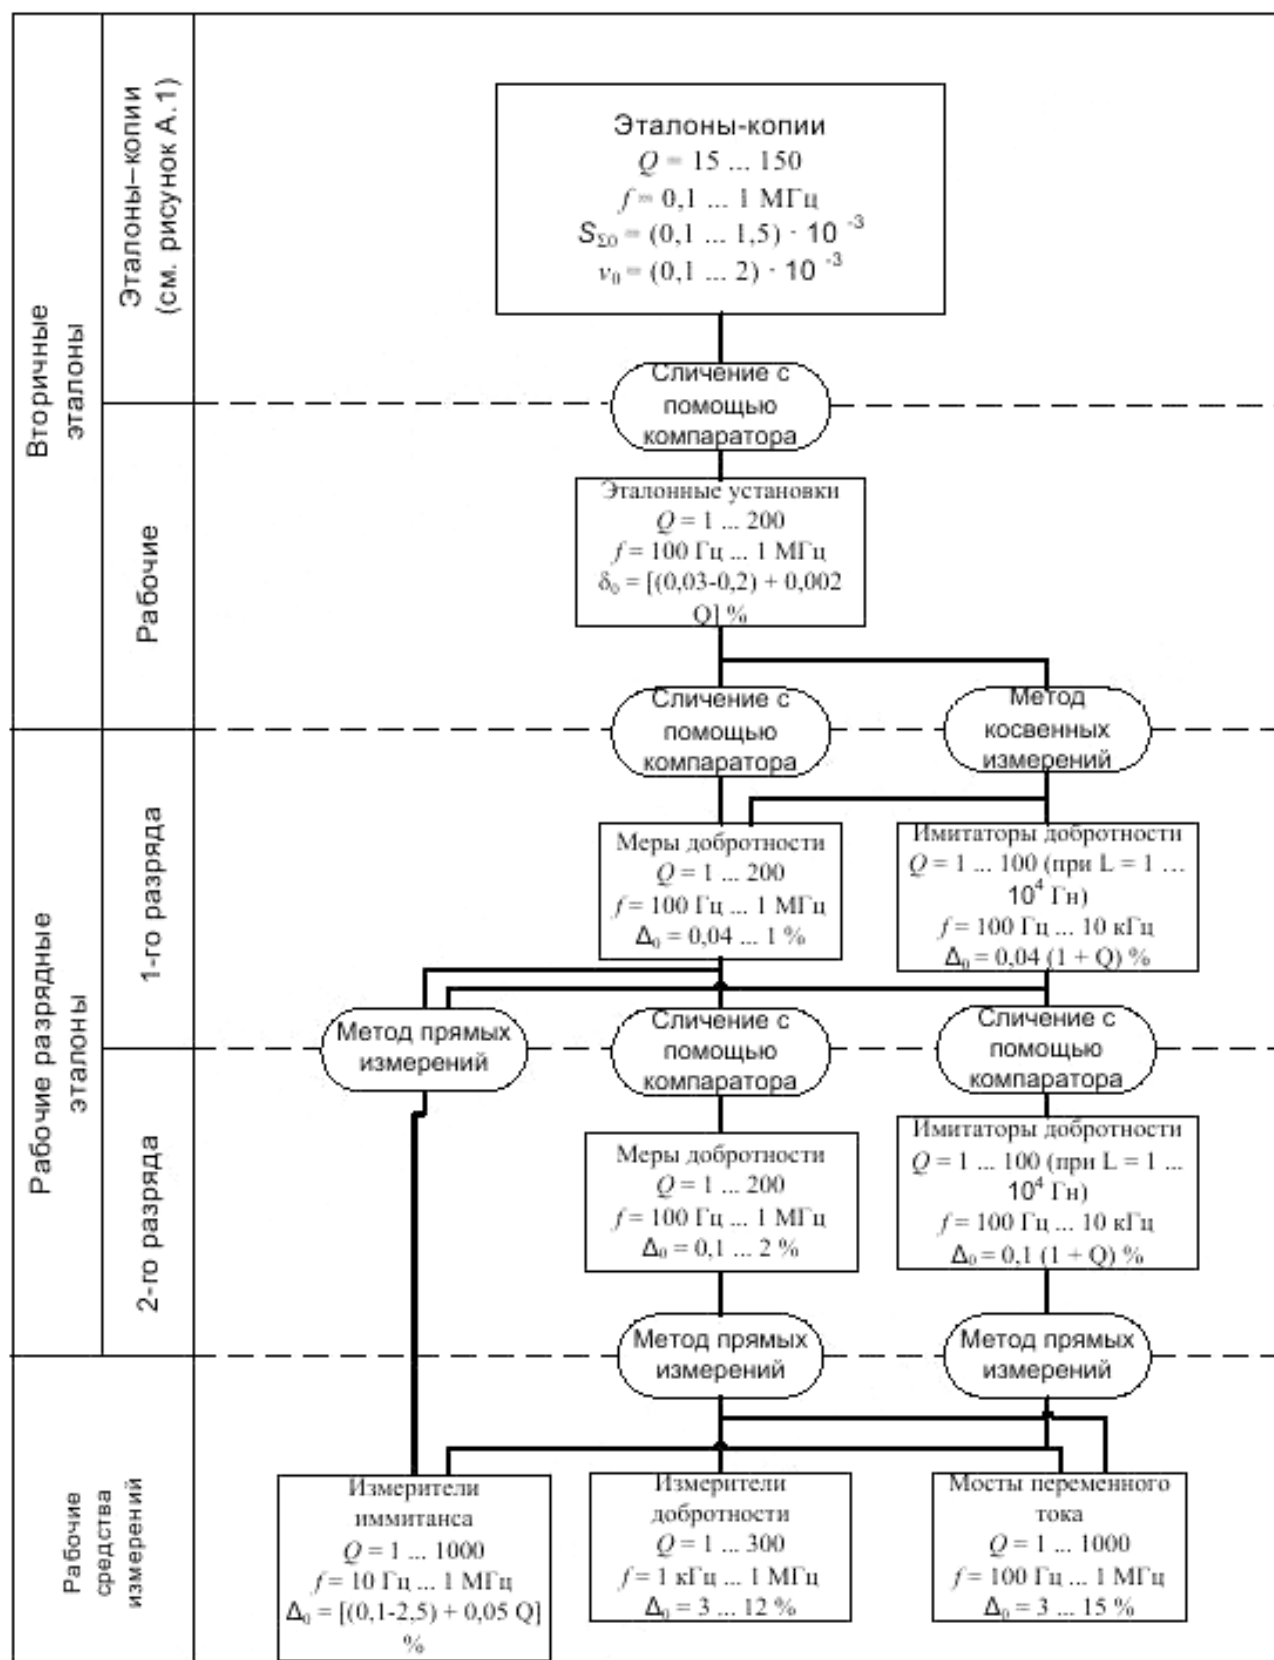 Вторичные
эталоны
Эталоны–копии
(см. рисунок А.1)
Эталоны-копии
Q = 15 ... 150
f = 0,1 ... 1 МГц
S_Σ0 = (0,1 ... 1,5) · 10 ⁻³
ν₀ = (0,1 ... 2) · 10 ⁻³
Сличение с
помощью
компаратора
Рабочие
Эталонные установки
Q = 1 ... 200
f = 100 Гц ... 1 МГц
δ₀ = [(0,03-0,2) + 0,002
Q] %
Сличение с
помощью
компаратора
Метод
косвенных
измерений
Рабочие разрядные
эталоны
1-го разряда
Меры добротности
Q = 1 ... 200
f = 100 Гц ... 1 МГц
Δ₀ = 0,04 ... 1 %
Имитаторы добротности
Q = 1 ... 100 (при L = 1 ...
10⁴ Гн)
f = 100 Гц ... 10 кГц
Δ₀ = 0,04 (1 + Q) %
Метод прямых
измерений
Сличение с
помощью
компаратора
Сличение с
помощью
компаратора
2-го разряда
Меры добротности
Q = 1 ... 200
f = 100 Гц ... 1 МГц
Δ₀ = 0,1 ... 2 %
Имитаторы добротности
Q = 1 ... 100 (при L = 1 ...
10⁴ Гн)
f = 100 Гц ... 10 кГц
Δ₀ = 0,1 (1 + Q) %
Метод прямых
измерений
Метод прямых
измерений
Рабочие
средства
измерений
Измерители
иммитанса
Q = 1 ... 1000
f = 10 Гц ... 1 МГц
Δ₀ = [(0,1-2,5) + 0,05 Q]
%
Измерители
добротности
Q = 1 ... 300
f = 1 кГц ... 1 МГц
Δ₀ = 3 ... 12 %
Мосты переменного
тока
Q = 1 ... 1000
f = 100 Гц ... 1 МГц
Δ₀ = 3 ... 15 %